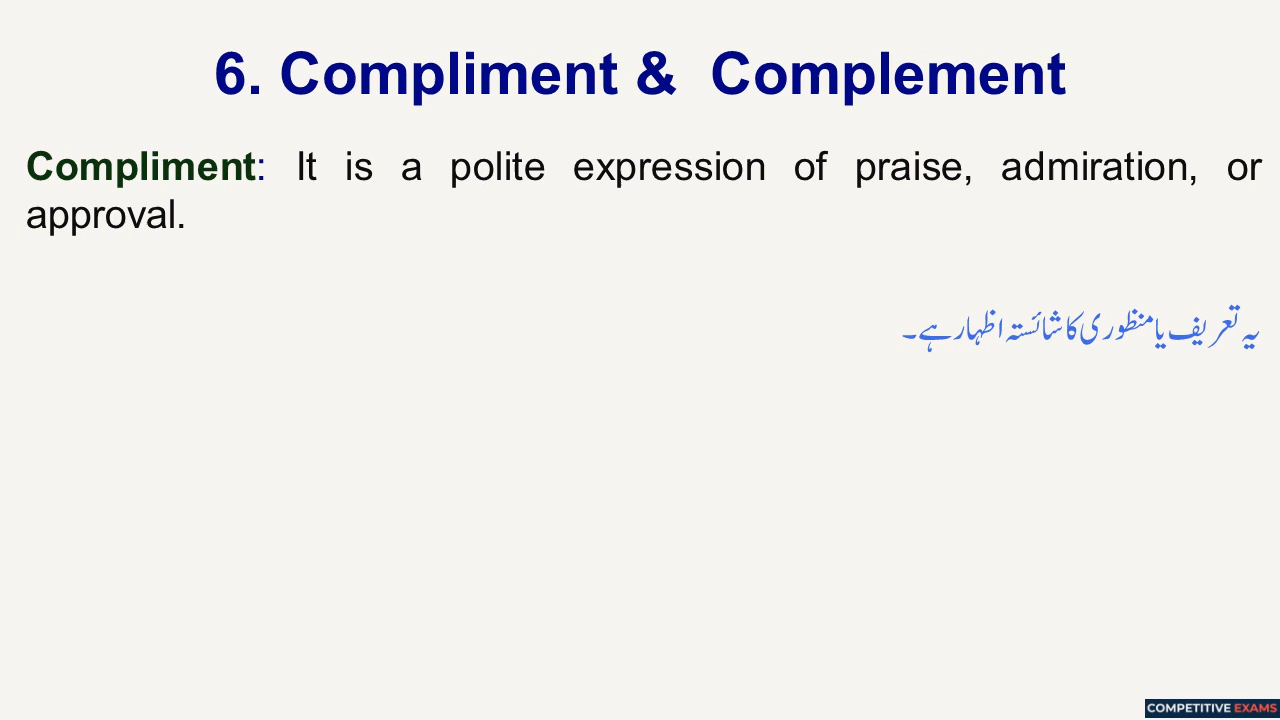 6. Compliment & Complement
Compliment: It is a polite expression of praise, admiration, or
approval.
یہ تعریف یا منظوری کا شائستہ اظہار ہے۔
COMPETITIVE EXAMS